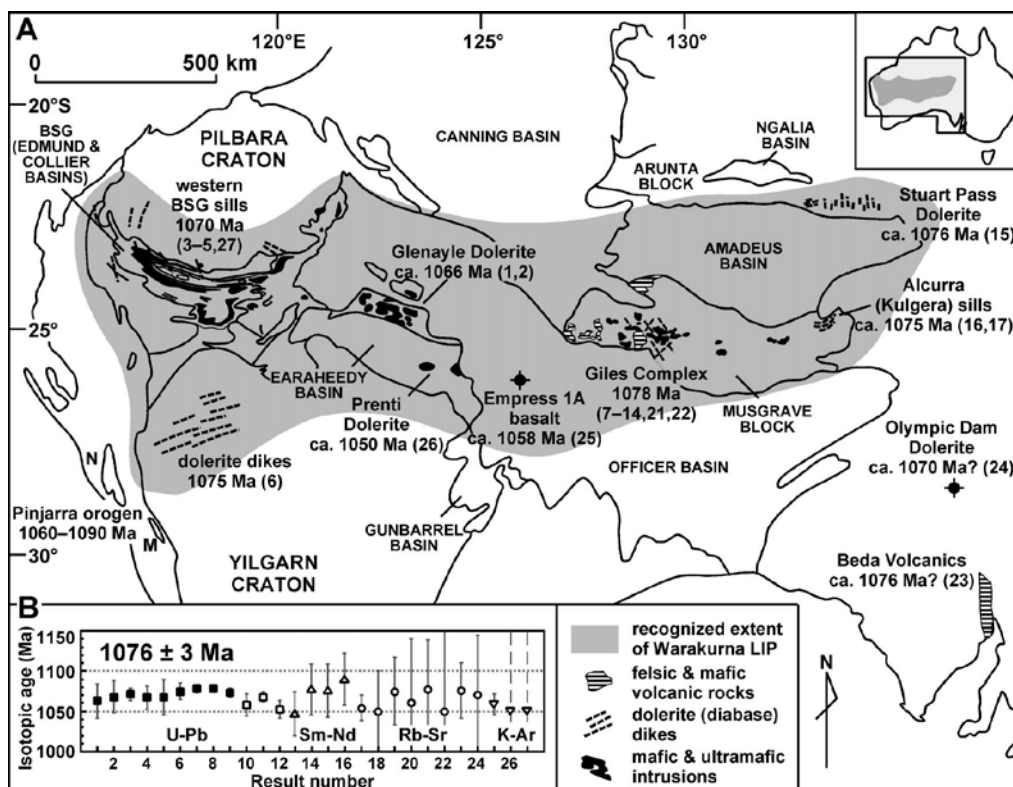 A
120°E
125°
130°
0
500 km
20°S
BSG
(EDMUND &
COLLIER
BASINS)
PILBARA
CRATON
CANNING BASIN
NGALIA
BASIN
ARUNTA
BLOCK
western
BSG sills
1070 Ma
(3–5,27)
Stuart Pass
Dolerite
ca. 1076 Ma (15)
Glenayle Dolerite
ca. 1066 Ma (1,2)
AMADEUS
BASIN
Alcurra
(Kulgera) sills
ca. 1075 Ma (16,17)
25°
EARAHEEDY
BASIN
Prenti
Dolerite
ca. 1050 Ma (26)
Empress 1A
basalt
ca. 1058 Ma (25)
Giles Complex
1078 Ma
(7–14,21,22)
MUSGRAVE
BLOCK
Olympic Dam
Dolerite
ca. 1070 Ma? (24)
dolerite dikes
1075 Ma (6)
OFFICER BASIN
N
Pinjarra orogen
1060–1090 Ma
M
GUNBARREL
BASIN
30°
YILGARN
CRATON
Beda Volcanics
ca. 1076 Ma? (23)
B
Isotopic age (Ma)
1150
1100
1050
1000
1076 ± 3 Ma
U-Pb
Sm-Nd
Rb-Sr
K-Ar
2 4 6 8 10 12 14 16 18 20 22 24 26
Result number
recognized extent
of Warakurna LIP
felsic & mafic
volcanic rocks
dolerite (diabase)
dikes
mafic & ultramafic
intrusions
N